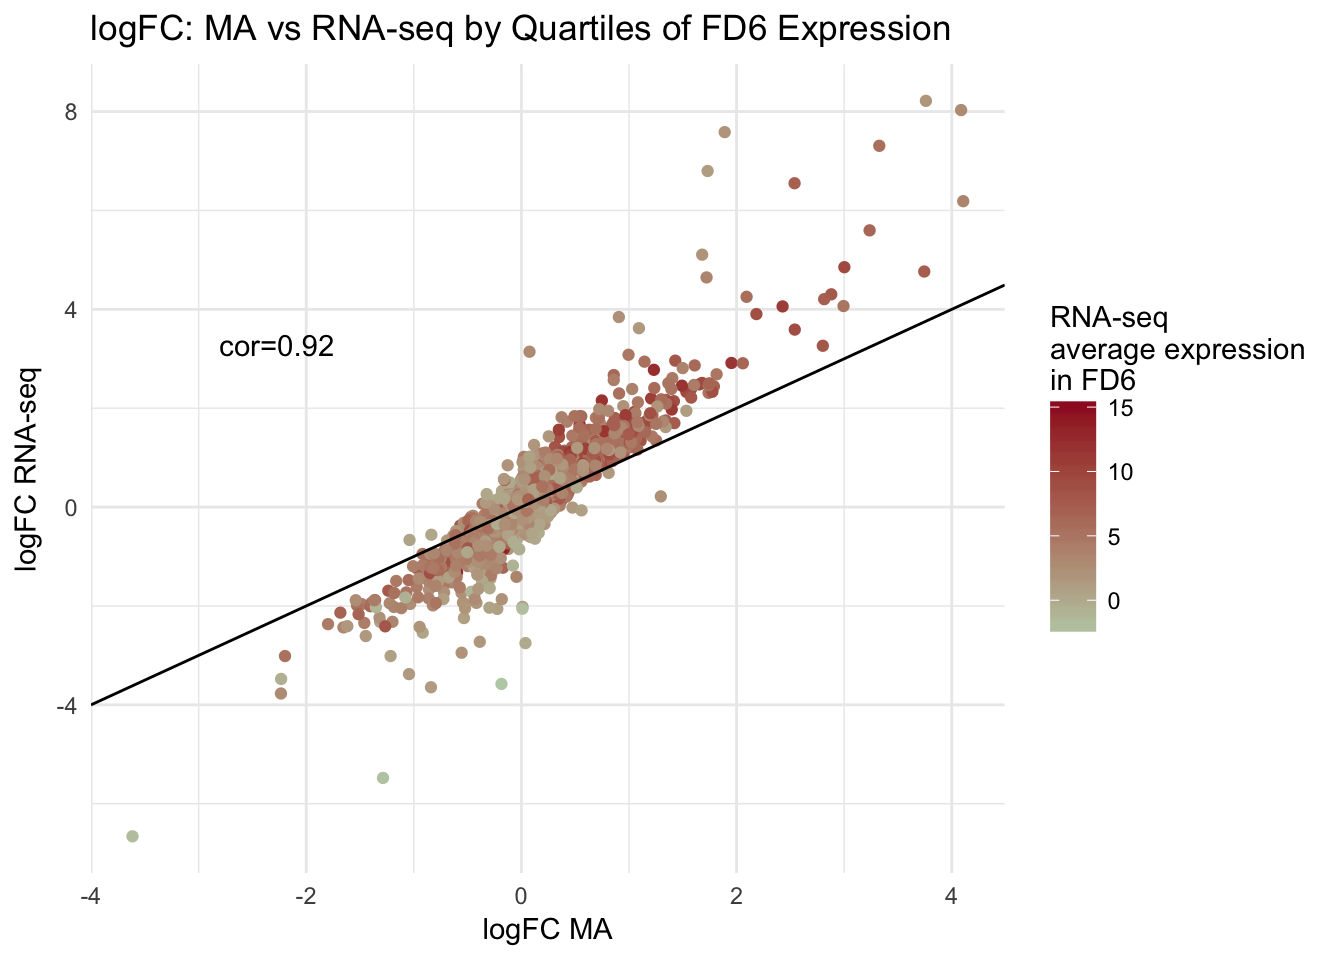 logFC: MA vs RNA-seq by Quartiles of FD6 Expression
8
4
0
-4
logFC RNA-seq
cor=0.92
-4
-2
0
2
4
logFC MA
RNA-seq
average expression
in FD6
15
10
5
0